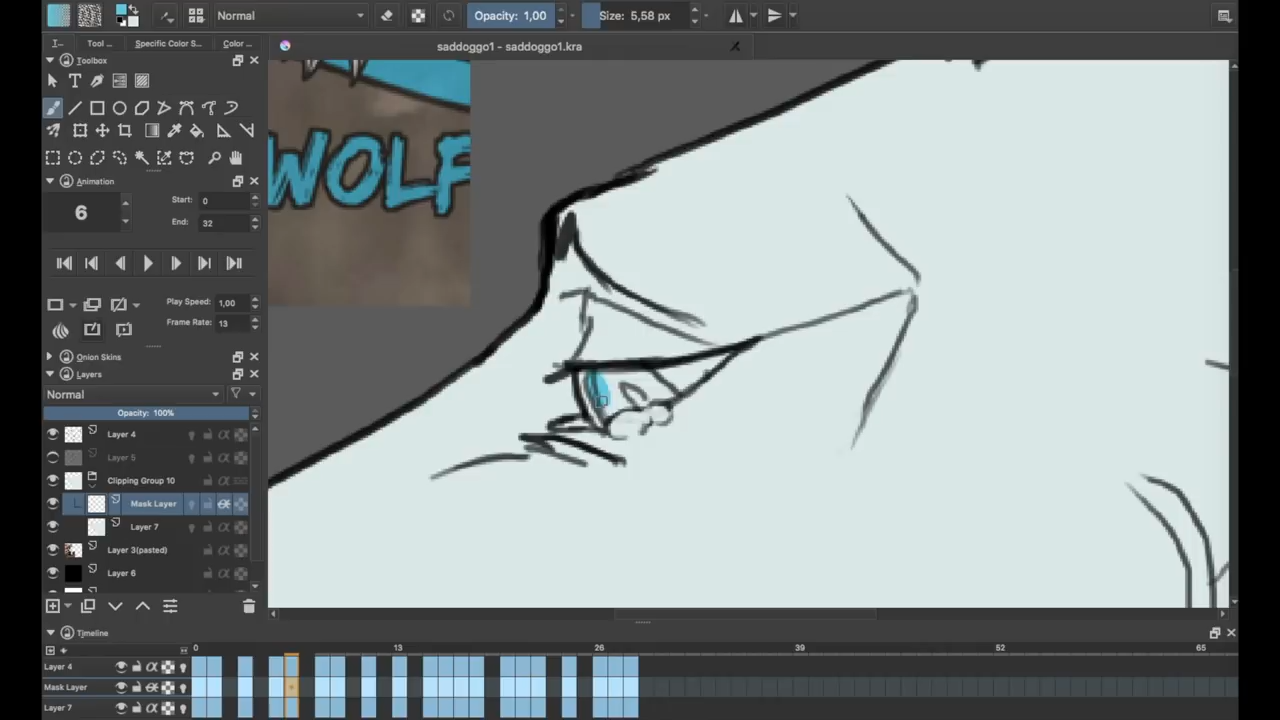 Normal
Opacity: 1,00
Size: 5,58 px
T...
Tool ...
Specific Color S...
Color ...
saddoggo1 - saddoggo1.kra
Toolbox
WOLF
Animation
6
Start: 0
End: 32
Play Speed: 1,00
Frame Rate: 13
Onion Skins
Layers
Normal
Opacity: 100%
Layer 4
Layer 5
Clipping Group 10
Mask Layer
Layer 7
Layer 3(pasted)
Layer 6
Timeline
0 13 26 39 52 65
Layer 4
Mask Layer
Layer 7